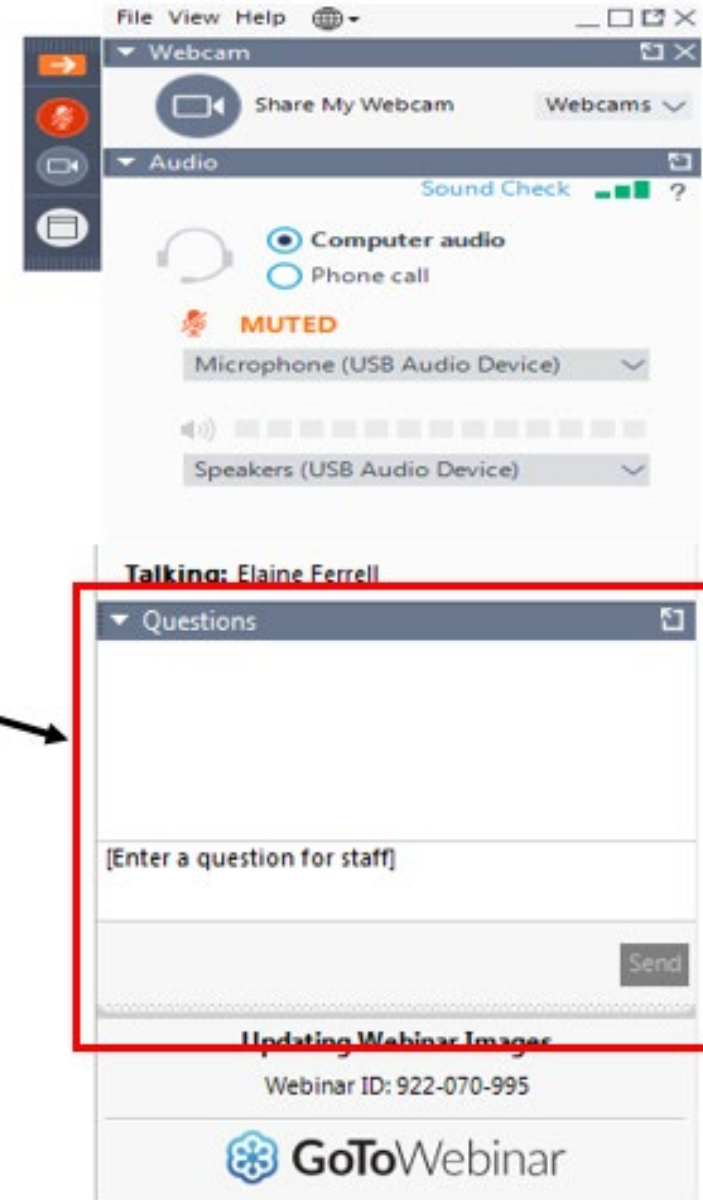 File View Help
Webcam
Share My Webcam Webcams
Audio
Sound Check ?
Computer audio
Phone call
MUTED
Microphone (USB Audio Device)
Speakers (USB Audio Device)
Talking: Elaine Ferrell
Questions
[Enter a question for staff]
Send
Updating Webinar Images
Webinar ID: 922-070-995
GoToWebinar